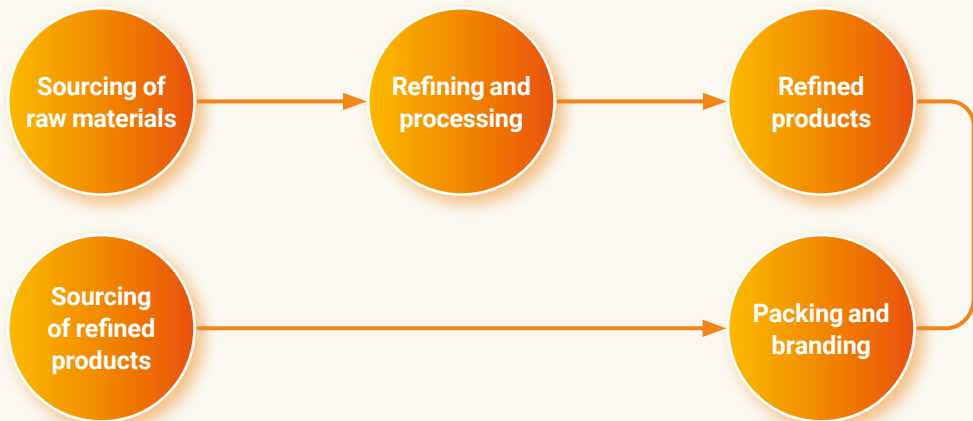 Sourcing of
raw materials
Refining and
processing
Refined
products
Sourcing
of refined
products
Packing and
branding